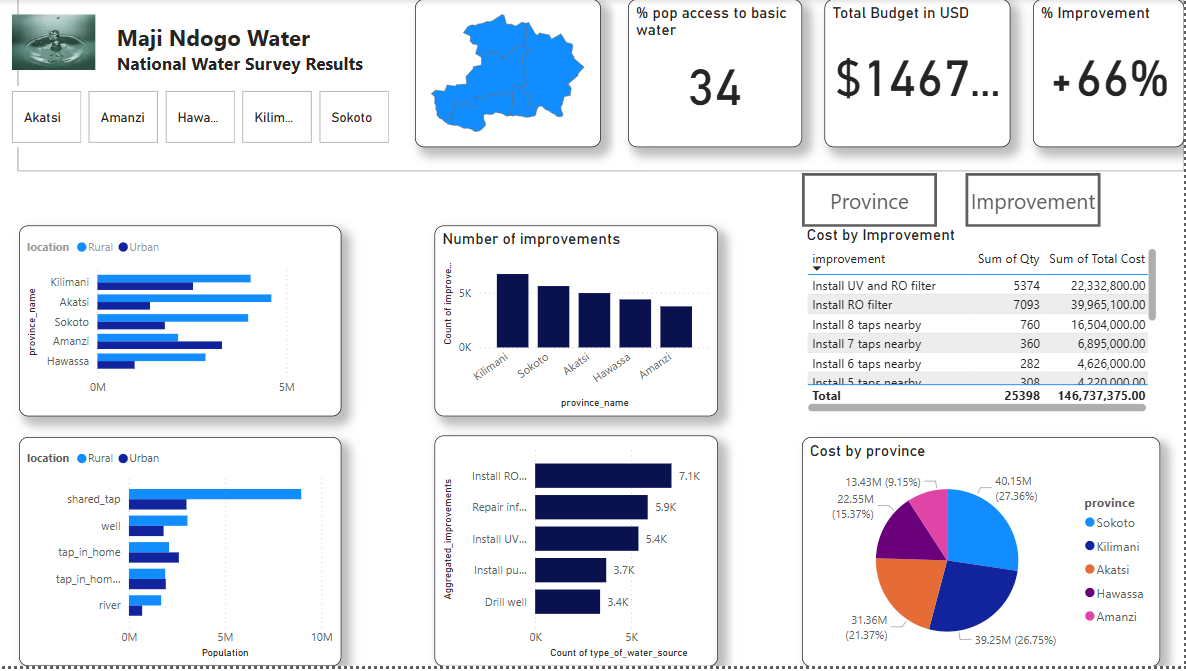 Maji Ndogo Water
National Water Survey Results
Akatsi
Amanzi
Hawa...
Kilim...
Sokoto
% pop access to basic
water
34
Total Budget in USD
$1467...
% Improvement
+66%
Province
Improvement
location Rural Urban
province_name
Kilimani
Akatsi
Sokoto
Amanzi
Hawassa
0M 5M
Number of improvements
Count of improve...
5K
0K
Kilimani
Sokoto
Akatsi
Hawassa
Amanzi
province_name
Cost by Improvement
improvement Sum of Qty Sum of Total Cost
Install UV and RO filter 5374 22,332,800.00
Install RO filter 7093 39,965,100.00
Install 8 taps nearby 760 16,504,000.00
Install 7 taps nearby 360 6,895,000.00
Install 6 taps nearby 282 4,626,000.00
Install 5 taps nearby 308 4,220,000.00
Total 25398 146,737,375.00
location Rural Urban
shared_tap
well
tap_in_home
tap_in_hom...
river
0M 5M 10M
Population
Aggregated_improvements
Install RO... 7.1K
Repair inf... 5.9K
Install UV... 5.4K
Install pu... 3.7K
Drill well 3.4K
0K 5K
Count of type_of_water_source
Cost by province
13.43M (9.15%)
22.55M
(15.37%)
31.36M
(21.37%)
40.15M
(27.36%)
39.25M (26.75%)
province
Sokoto
Kilimani
Akatsi
Hawassa
Amanzi